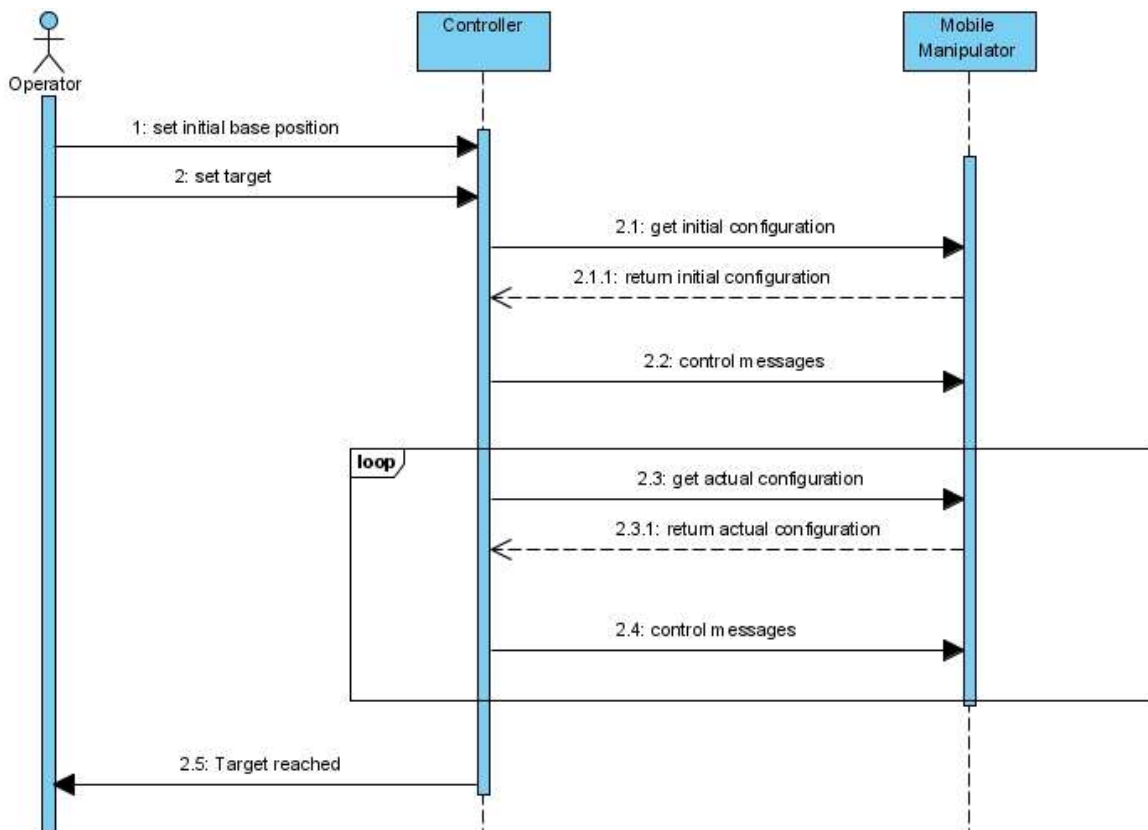 Controller
Mobile
Manipulator
Operator
1: set initial base position
2: set target
2.1: get initial configuration
2.1.1: return initial configuration
2.2: control messages
loop
2.3: get actual configuration
2.3.1: return actual configuration
2.4: control messages
2.5: Target reached